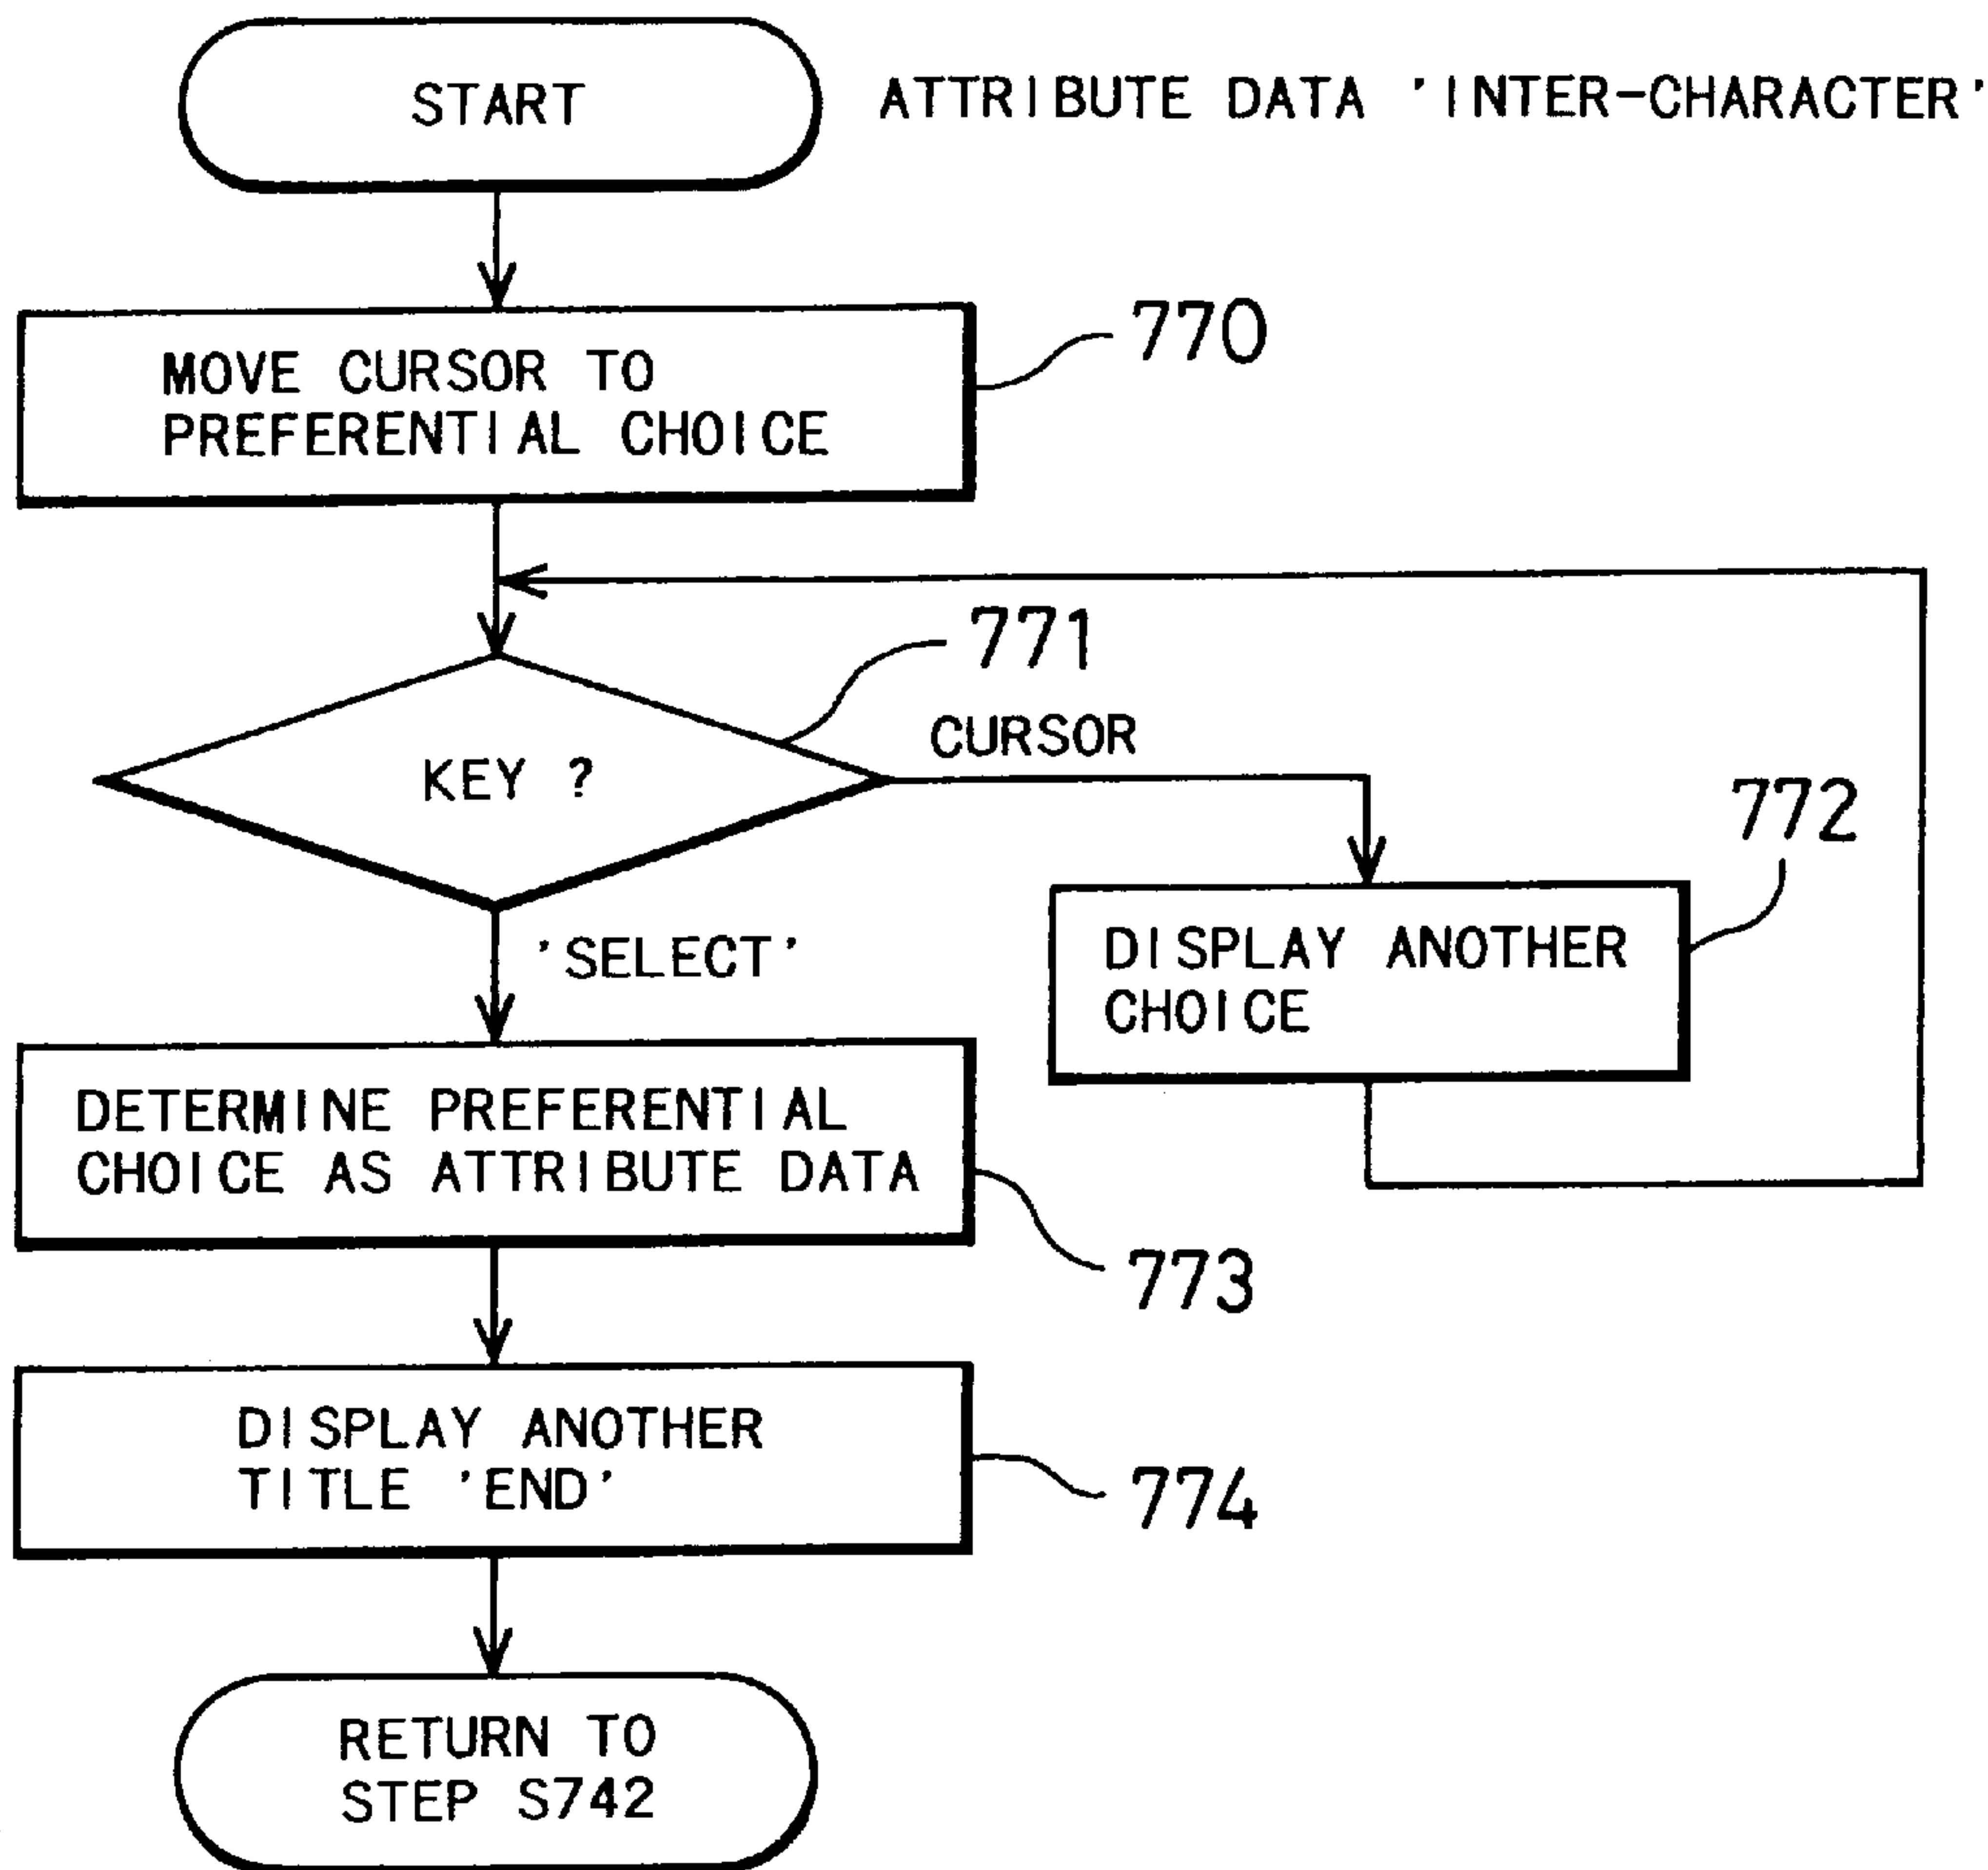 START
ATTRIBUTE DATA 'INTER-CHARACTER'
770
MOVE CURSOR TO
PREFERENTIAL CHOICE
771
CURSOR
KEY ?
772
'SELECT'
DISPLAY ANOTHER
CHOICE
DETERMINE PREFERENTIAL
CHOICE AS ATTRIBUTE DATA
773
DISPLAY ANOTHER
TITLE 'END'
774
RETURN TO
STEP S742